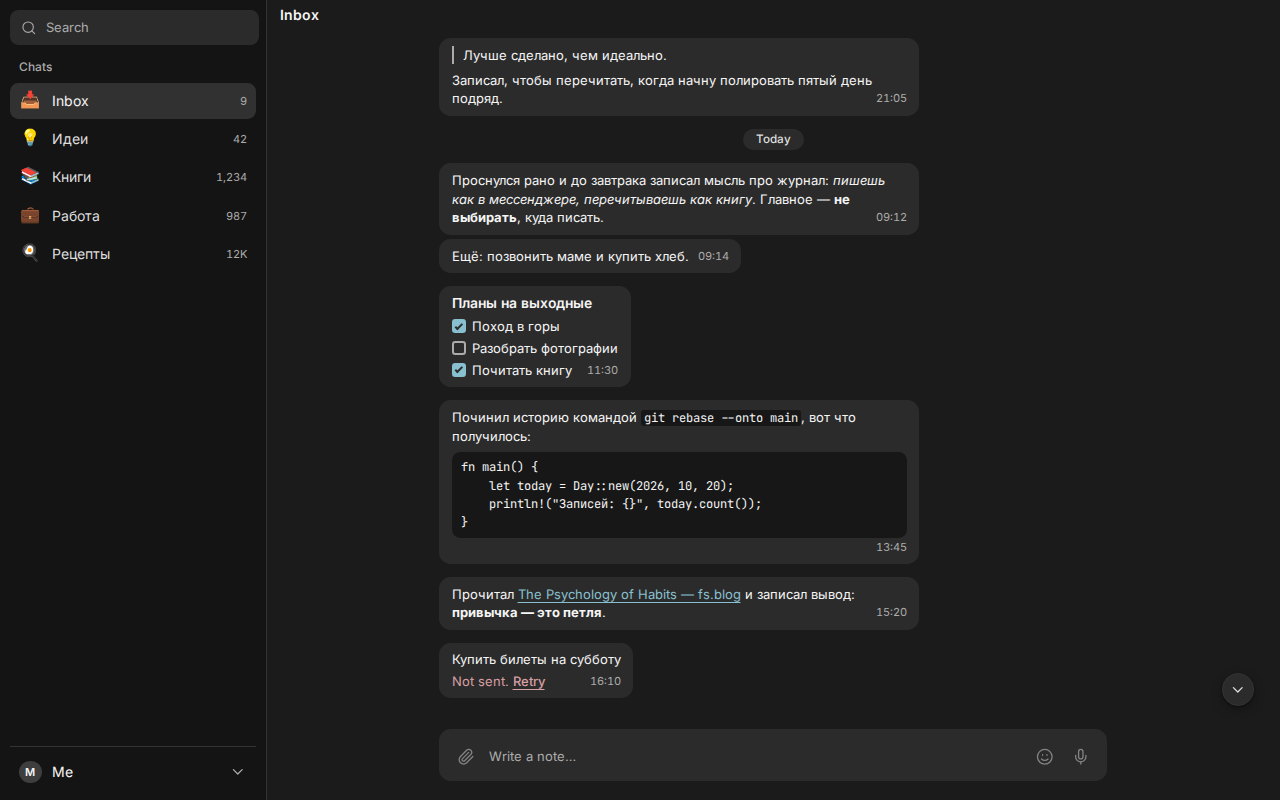 Search
Chats
Inbox 9
Идеи 42
Книги 1,234
Работа 987
Рецепты 12K
M Me
Inbox
Лучше сделано, чем идеально.
Записал, чтобы перечитать, когда начну полировать пятый день
подряд. 21:05
Today
Проснулся рано и до завтрака записал мысль про журнал: пишешь
как в мессенджере, перечитываешь как книгу. Главное — не
выбирать, куда писать. 09:12
Ещё: позвонить маме и купить хлеб. 09:14
Планы на выходные
Поход в горы
Разобрать фотографии
Почитать книгу 11:30
Починил историю командой git rebase --onto main, вот что
получилось:
fn main() {
    let today = Day::new(2026, 10, 20);
    println!("Записей: {}", today.count());
}
13:45
Прочитал The Psychology of Habits — fs.blog и записал вывод:
привычка — это петля. 15:20
Купить билеты на субботу
Not sent. Retry 16:10
Write a note...